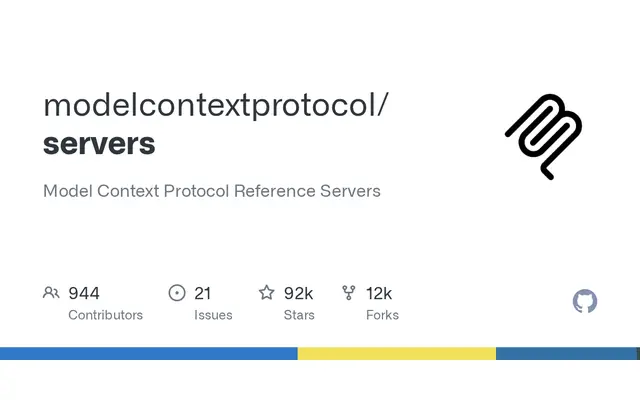 modelcontextprotocol/
servers
Model Context Protocol Reference Servers
944 21 92k 12k
Contributors Issues Stars Forks